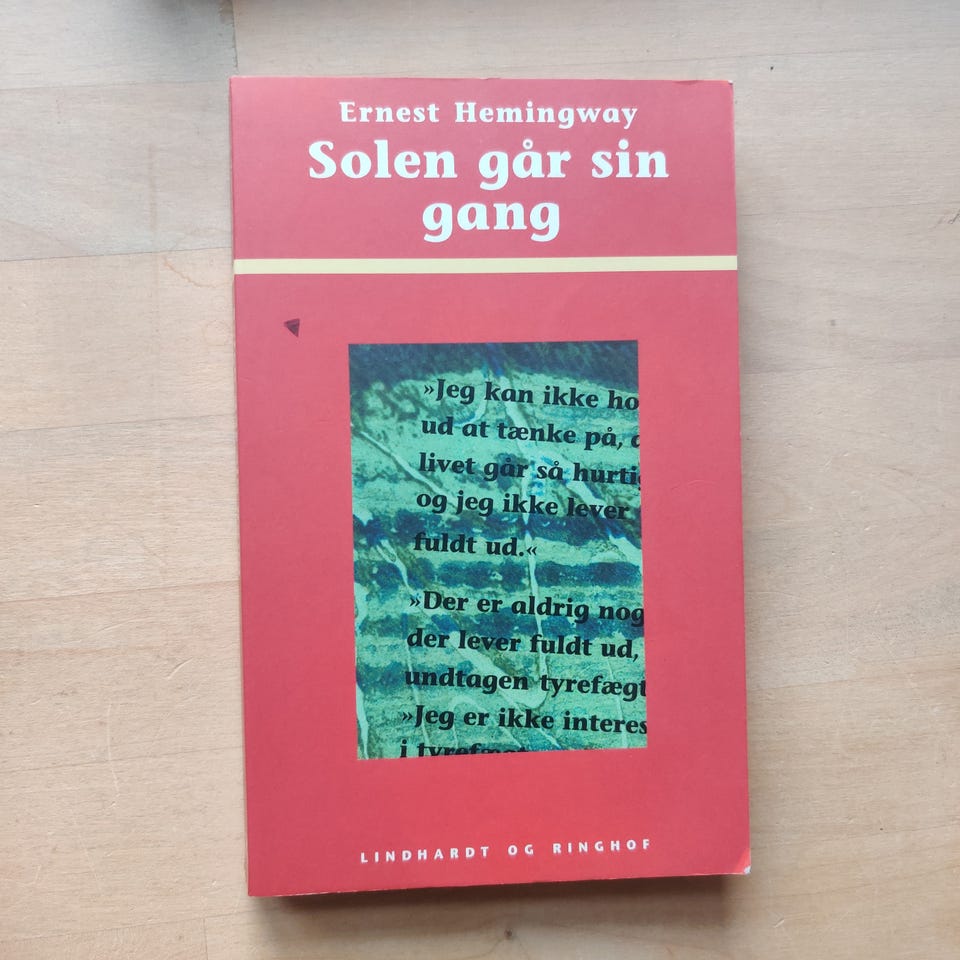 Ernest Hemingway
Solen går sin
gang
»Jeg kan ikke ho
ud at tænke på,
livet går så hurti
og jeg ikke lever
fuldt ud.«
»Der er aldrig nog
der lever fuldt ud,
undtagen tyrefægt
»Jeg er ikke interes
i tyrefægt
LINDHARDT OG RINGHOF